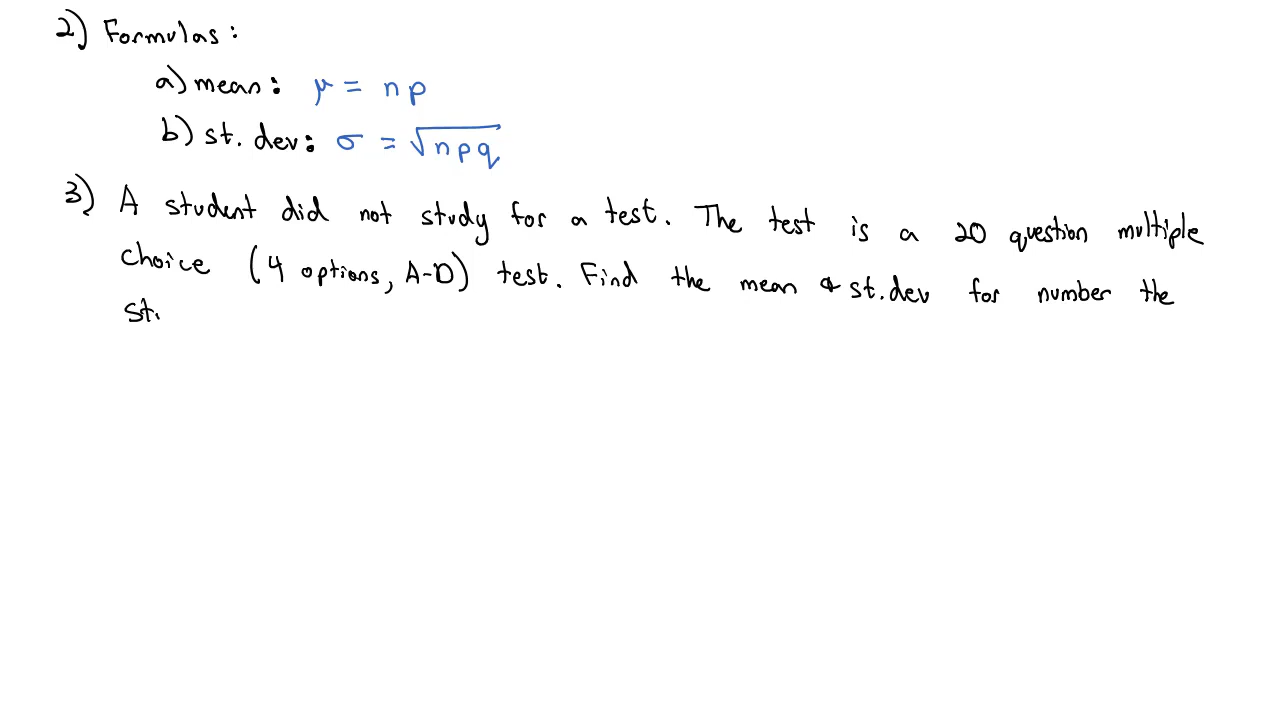 2) Formulas:
a) mean: μ = np
b) st. dev: σ = √npq
3) A student did not study for a test. The test is a 20 question multiple
choice (4 options, A-D) test. Find the mean & st.dev for number the
st.